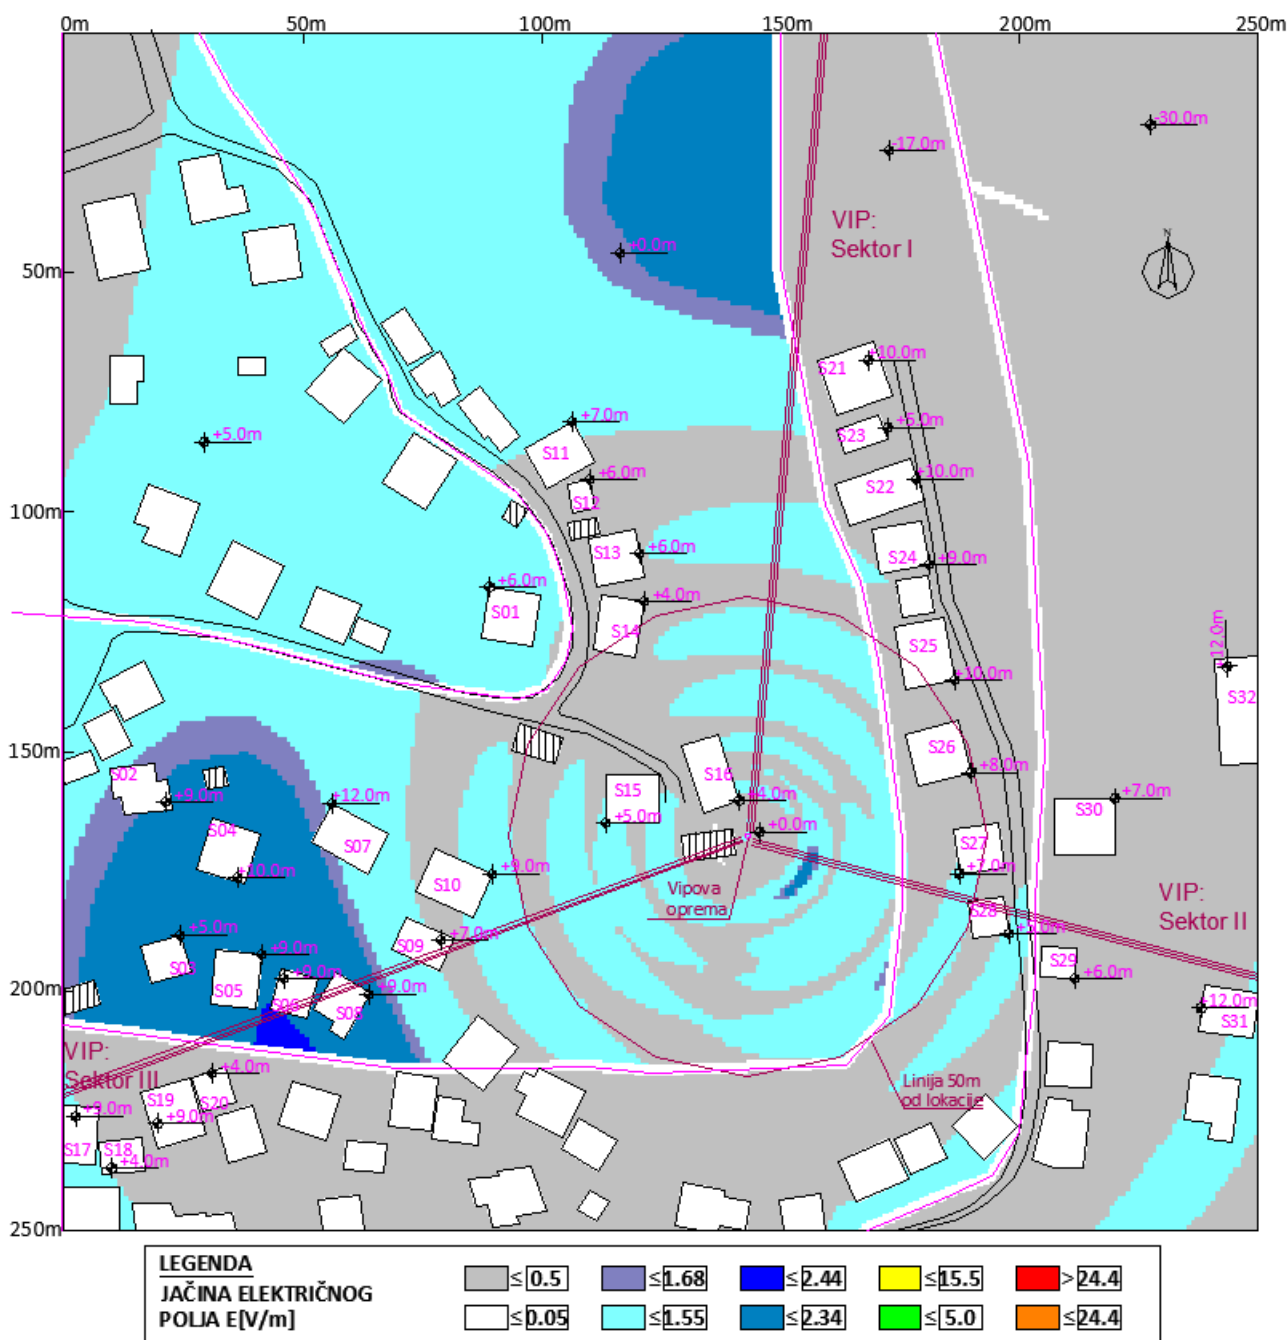 0m 50m 100m 150m 200m 250m
N
-30.0m
-17.0m
VIP:
Sektor I
+0.0m
50m
+10.0m
S21
+7.0m
+5.0m
S23
+5.0m
S11
+6.0m
S12
+10.0m
S22
100m
S13
+6.0m
S24
+9.0m
+6.0m
S01
+4.0m
S14
S25
+10.0m
12.0m
S32
150m
S26
+8.0m
S02
+9.0m
S16
+4.0m
S15
+5.0m
+0.0m
+7.0m
S30
+12.0m
S04
S07
S27
+10.0m
S10
+9.0m
Vipova
oprema
VIP:
Sektor II
S28
+5.0m
S03
+9.0m
S09
+7.0m
S29
+6.0m
S05
+9.0m
S06
S08
+9.0m
200m
+12.0m
S31
VIP:
Sektor III
+4.0m
S19
S20
Linija 50m
od lokacije
+9.0m
+9.0m
S17
S18
+4.0m
250m
LEGENDA
JAČINA ELEKTRIČNOG
POLJA E[V/m]
≤ 0.5 ≤ 1.68 ≤ 2.44 ≤ 15.5 > 24.4
≤ 0.05 ≤ 1.55 ≤ 2.34 ≤ 5.0 ≤ 24.4